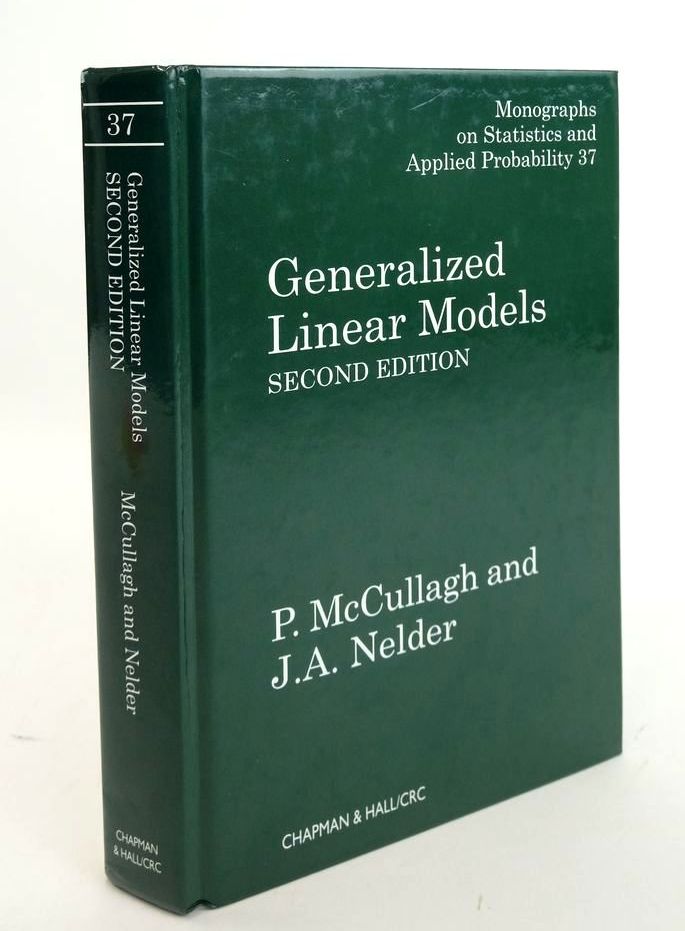 37
Generalized Linear Models
SECOND EDITION
McCullagh and Nelder
CHAPMAN
& HALL/CRC
Monographs
on Statistics and
Applied Probability 37
Generalized
Linear Models
SECOND EDITION
P. McCullagh and
J.A. Nelder
CHAPMAN & HALL/CRC